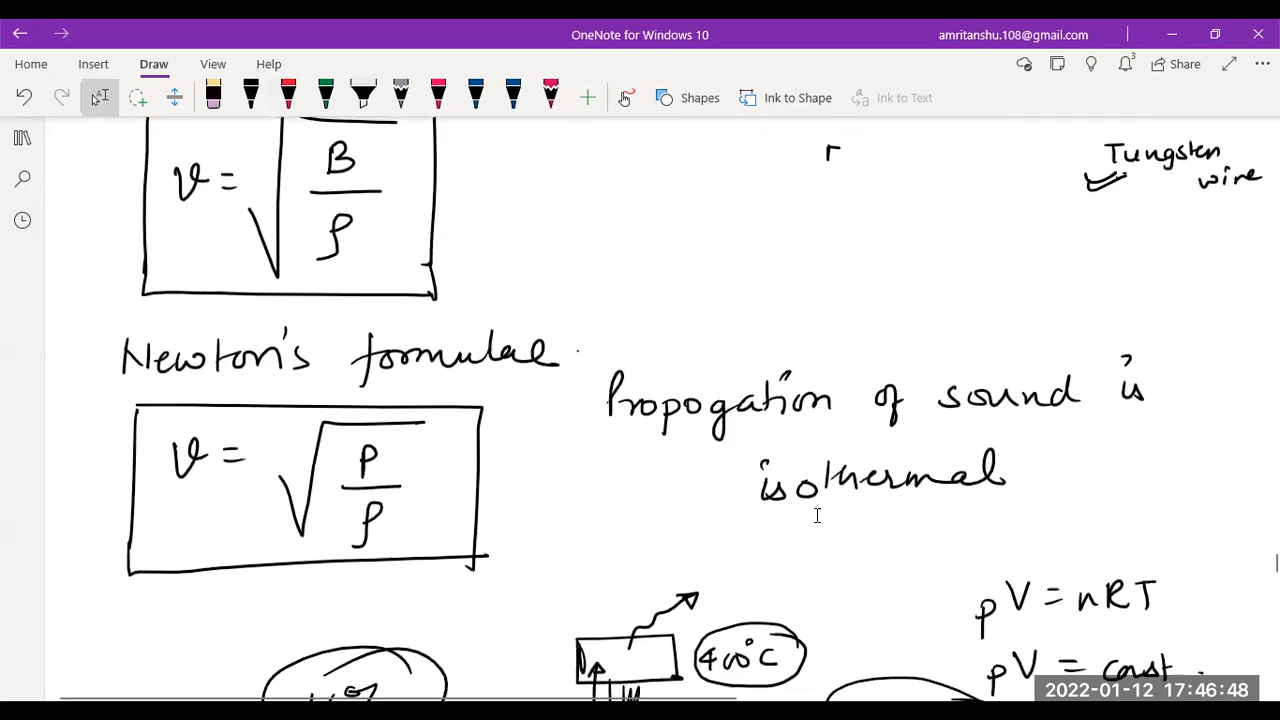 OneNote for Windows 10
amritanshu.108@gmail.com
Home Insert Draw View Help
Share
Shapes
Ink to Shape
Ink to Text
Tungsten
wire
v = √ B / ρ
Newton's formulae
v = √ P / ρ
Propogation of sound is
isothermal
pV = nRT
400°C
pV = const.
2022-01-12 17:46:48